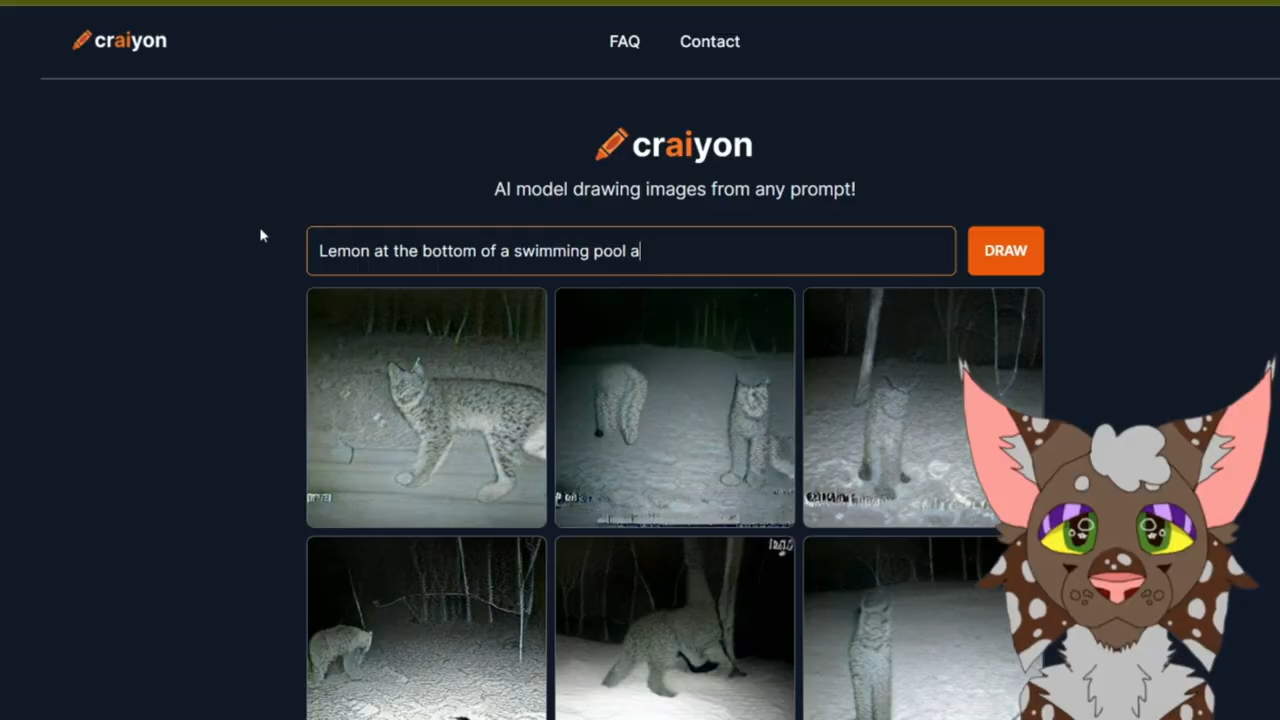 craiyon
FAQ
Contact
craiyon
AI model drawing images from any prompt!
Lemon at the bottom of a swimming pool a
DRAW